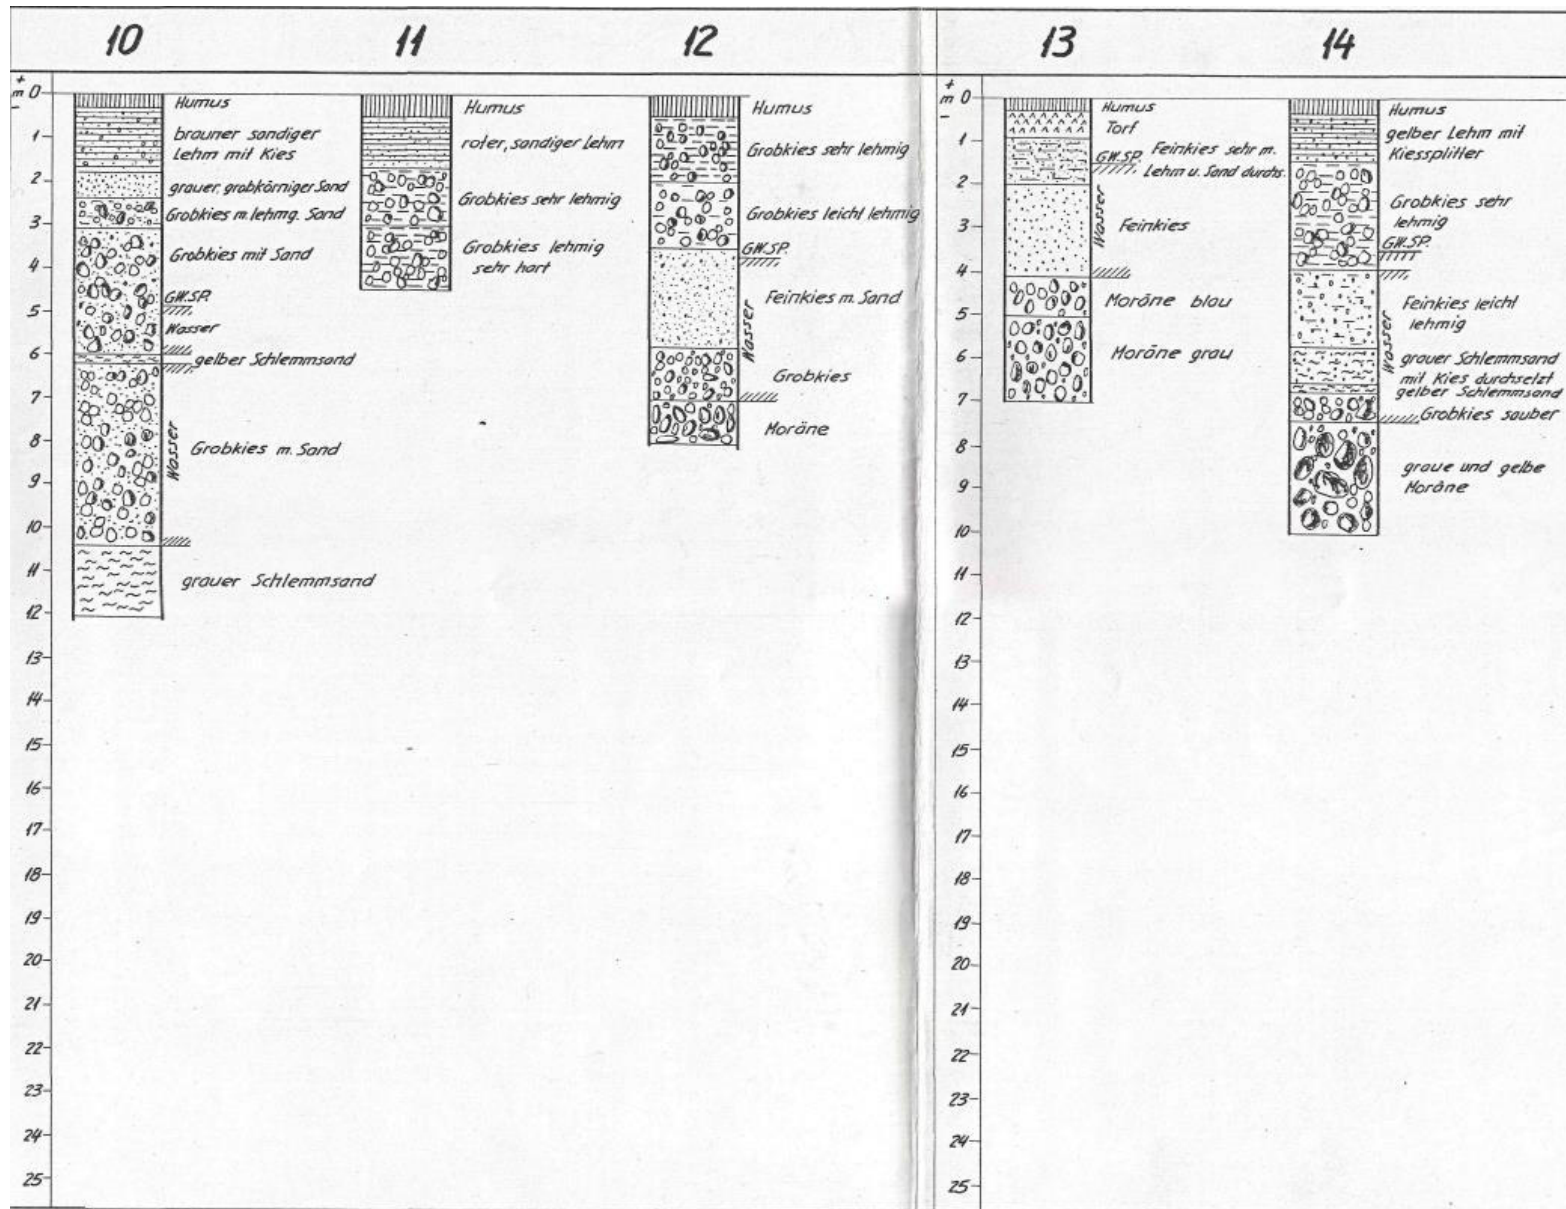 10
11
12
13
14
+
m 0
-
1
2
3
4
5
6
7
8
9
10
11
12
13
14
15
16
17
18
19
20
21
22
23
24
25
Humus
brauner sandiger
Lehm mit Kies
grauer, grobkörniger Sand
Grobkies m. lehmg. Sand
Grobkies mit Sand
GW.SP.
Wasser
gelber Schlemmsand
Wasser
Grobkies m. Sand
grauer Schlemmsand
Humus
roter, sandiger Lehm
Grobkies sehr lehmig
Grobkies lehmig
sehr hart
Humus
Grobkies sehr lehmig
Grobkies leicht lehmig
GW.SP.
Feinkies m. Sand
Wasser
Grobkies
Moräne
+
m 0
-
1
2
3
4
5
6
7
8
9
10
11
12
13
14
15
16
17
18
19
20
21
22
23
24
25
Humus
Torf
GW.SP. Feinkies sehr m.
Lehm u. Sand durchs.
Wasser
Feinkies
Moräne blau
Moräne grau
Humus
gelber Lehm mit
Kiessplitter
Grobkies sehr
lehmig
GW.SP.
Feinkies leicht
lehmig
Wasser
grauer Schlemmsand
mit Kies durchsetzt
gelber Schlemmsand
Grobkies sauber
graue und gelbe
Moräne